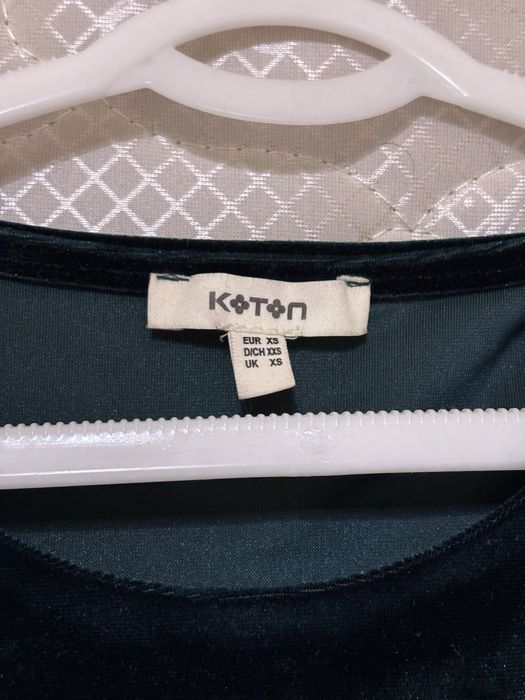 KOTON
EUR XS
D/CH XXS
UK XS